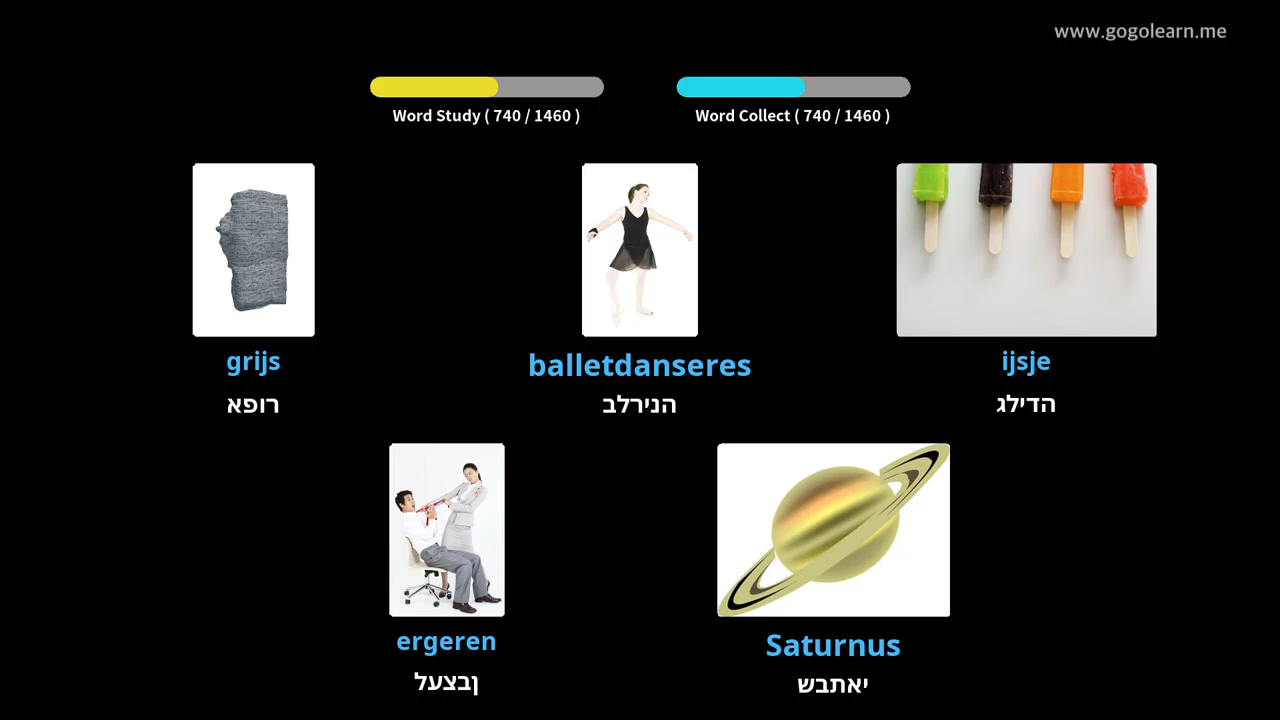 www.gogolearn.me
Word Study ( 740 / 1460 )
Word Collect ( 740 / 1460 )
grijs
רופא
balletdanseres
הנירלב
ijsje
הדילג
ergeren
ןבצעל
Saturnus
יאתבש